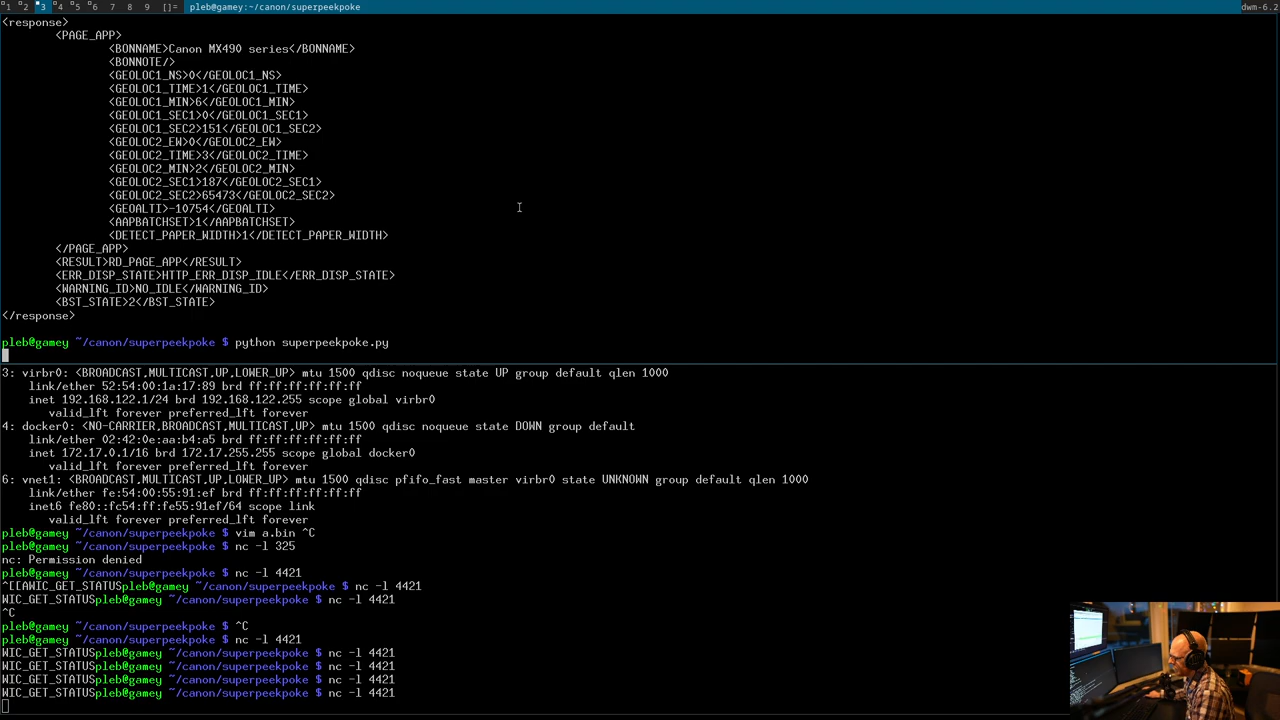 1 2 3 4 5 6 7 8 9 []= pleb@gamey:~/canon/superpeekpoke dwm-6.2
<response>
<PAGE_APP>
<BONNAME>Canon MX490 series</BONNAME>
<BONNOTE/>
<GEOLOC1_NS>0</GEOLOC1_NS>
<GEOLOC1_TIME>1</GEOLOC1_TIME>
<GEOLOC1_MIN>6</GEOLOC1_MIN>
<GEOLOC1_SEC1>0</GEOLOC1_SEC1>
<GEOLOC1_SEC2>151</GEOLOC1_SEC2>
<GEOLOC2_EW>0</GEOLOC2_EW>
<GEOLOC2_TIME>3</GEOLOC2_TIME>
<GEOLOC2_MIN>2</GEOLOC2_MIN>
<GEOLOC2_SEC1>187</GEOLOC2_SEC1>
<GEOLOC2_SEC2>65473</GEOLOC2_SEC2>
<GEOALTI>-10754</GEOALTI>
<AAPBATCHSET>1</AAPBATCHSET>
<DETECT_PAPER_WIDTH>1</DETECT_PAPER_WIDTH>
</PAGE_APP>
<RESULT>RD_PAGE_APP</RESULT>
<ERR_DISP_STATE>HTTP_ERR_DISP_IDLE</ERR_DISP_STATE>
<WARNING_ID>NO_IDLE</WARNING_ID>
<BST_STATE>2</BST_STATE>
</response>
pleb@gamey ~/canon/superpeekpoke $ python superpeekpoke.py
3: virbr0: <BROADCAST,MULTICAST,UP,LOWER_UP> mtu 1500 qdisc noqueue state UP group default qlen 1000
link/ether 52:54:00:1a:17:89 brd ff:ff:ff:ff:ff:ff
inet 192.168.122.1/24 brd 192.168.122.255 scope global virbr0
valid_lft forever preferred_lft forever
4: docker0: <NO-CARRIER,BROADCAST,MULTICAST,UP> mtu 1500 qdisc noqueue state DOWN group default
link/ether 02:42:0e:aa:b4:a5 brd ff:ff:ff:ff:ff:ff
inet 172.17.0.1/16 brd 172.17.255.255 scope global docker0
valid_lft forever preferred_lft forever
6: vnet1: <BROADCAST,MULTICAST,UP,LOWER_UP> mtu 1500 qdisc pfifo_fast master virbr0 state UNKNOWN group default qlen 1000
link/ether fe:54:00:55:91:ef brd ff:ff:ff:ff:ff:ff
inet6 fe80::fc54:ff:fe55:91ef/64 scope link
valid_lft forever preferred_lft forever
pleb@gamey ~/canon/superpeekpoke $ vim a.bin ^C
pleb@gamey ~/canon/superpeekpoke $ nc -l 325
nc: Permission denied
pleb@gamey ~/canon/superpeekpoke $ nc -l 4421
^[[AWIC_GET_STATUSpleb@gamey ~/canon/superpeekpoke $ nc -l 4421
WIC_GET_STATUSpleb@gamey ~/canon/superpeekpoke $ nc -l 4421
^C
pleb@gamey ~/canon/superpeekpoke $ ^C
pleb@gamey ~/canon/superpeekpoke $ nc -l 4421
WIC_GET_STATUSpleb@gamey ~/canon/superpeekpoke $ nc -l 4421
WIC_GET_STATUSpleb@gamey ~/canon/superpeekpoke $ nc -l 4421
WIC_GET_STATUSpleb@gamey ~/canon/superpeekpoke $ nc -l 4421
WIC_GET_STATUSpleb@gamey ~/canon/superpeekpoke $ nc -l 4421